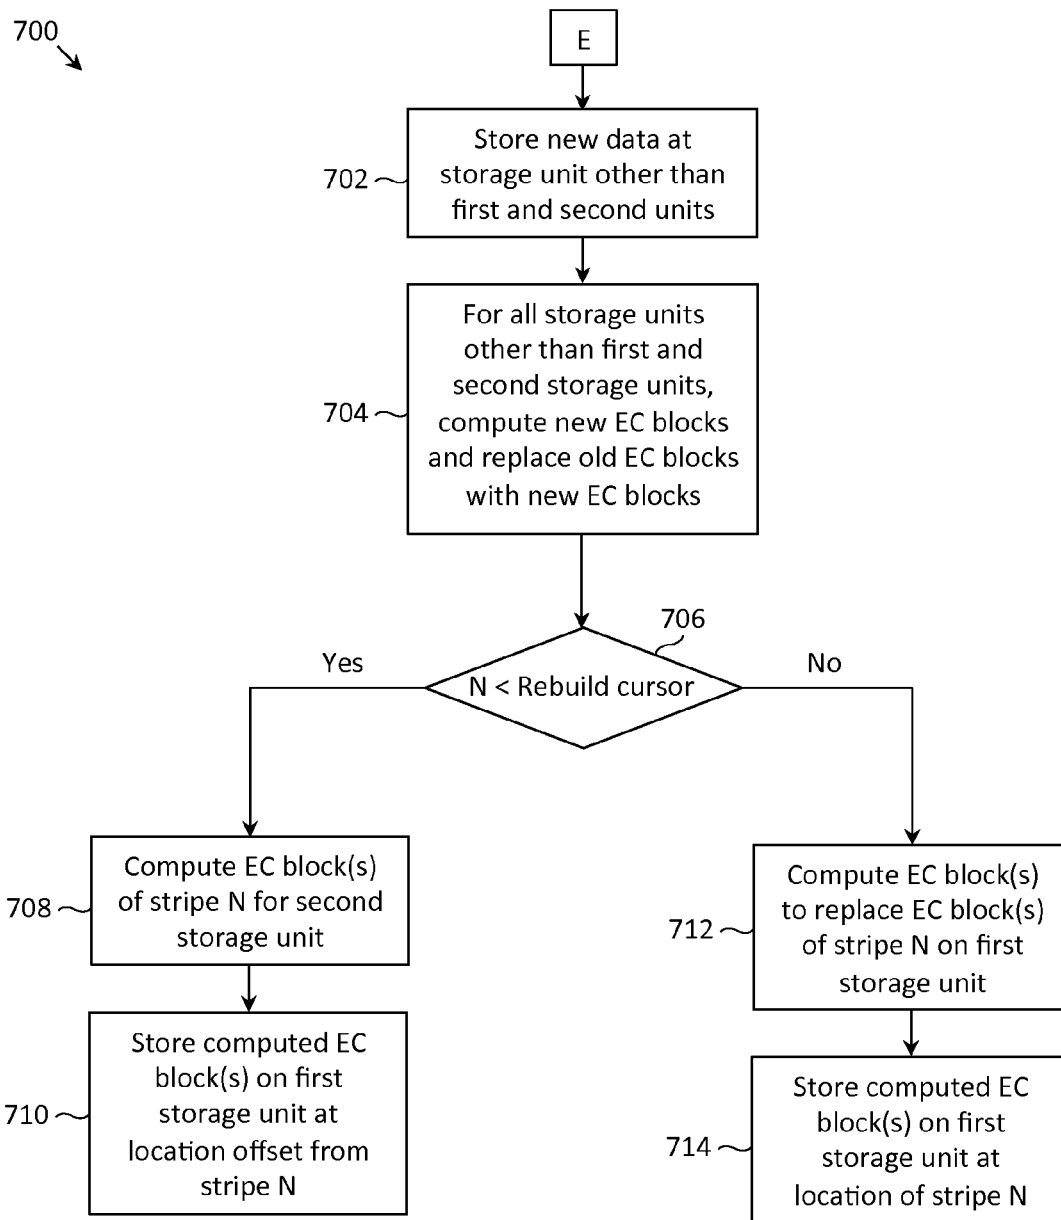 700
E
Store new data at
storage unit other than
first and second units
702
For all storage units
other than first and
second storage units,
compute new EC blocks
and replace old EC blocks
with new EC blocks
704
706
Yes
N < Rebuild cursor
No
Compute EC block(s)
of stripe N for second
storage unit
708
Compute EC block(s)
to replace EC block(s)
of stripe N on first
storage unit
712
Store computed EC
block(s) on first
storage unit at
location offset from
stripe N
710
Store computed EC
block(s) on first
storage unit at
location of stripe N
714